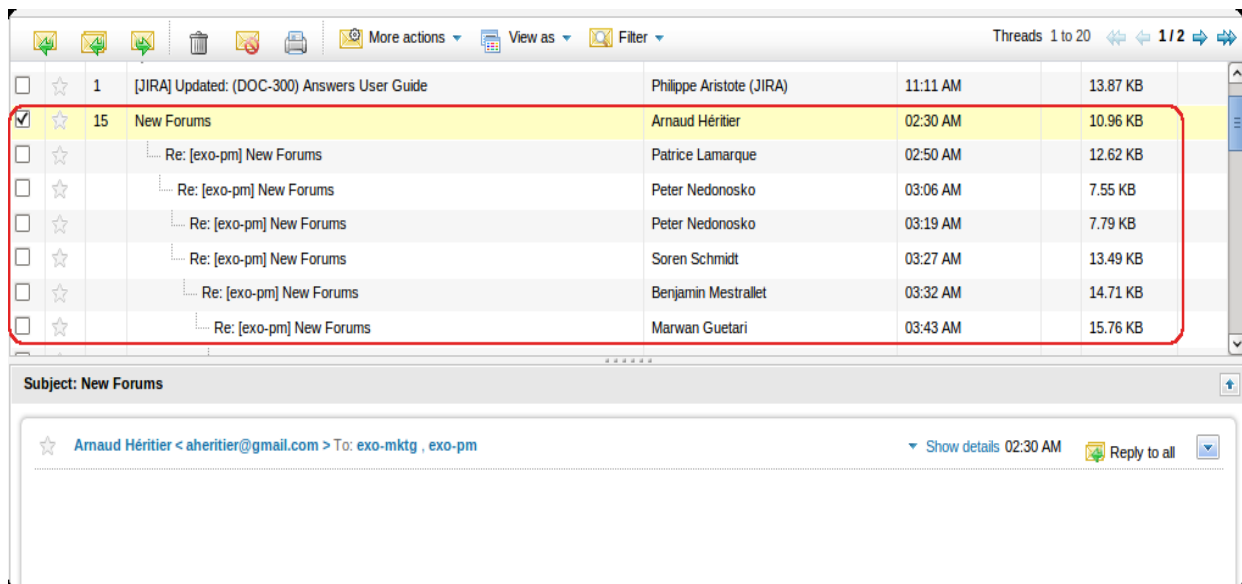 More actions View as Filter Threads 1 to 20 1 / 2
1 [JIRA] Updated: (DOC-300) Answers User Guide Philippe Aristote (JIRA) 11:11 AM 13.87 KB
15 New Forums Arnaud Héritier 02:30 AM 10.96 KB
Re: [exo-pm] New Forums Patrice Lamarque 02:50 AM 12.62 KB
Re: [exo-pm] New Forums Peter Nedonosko 03:06 AM 7.55 KB
Re: [exo-pm] New Forums Peter Nedonosko 03:19 AM 7.79 KB
Re: [exo-pm] New Forums Soren Schmidt 03:27 AM 13.49 KB
Re: [exo-pm] New Forums Benjamin Mestrallet 03:32 AM 14.71 KB
Re: [exo-pm] New Forums Marwan Guetari 03:43 AM 15.76 KB
Subject: New Forums
Arnaud Héritier < aheritier@gmail.com > To: exo-mktg , exo-pm Show details 02:30 AM Reply to all